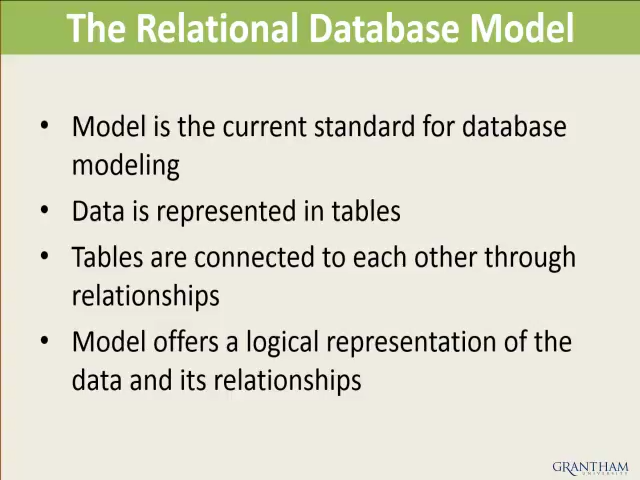 The Relational Database Model
• Model is the current standard for database
modeling
• Data is represented in tables
• Tables are connected to each other through
relationships
• Model offers a logical representation of the
data and its relationships
GRANTHAM
UNIVERSITY